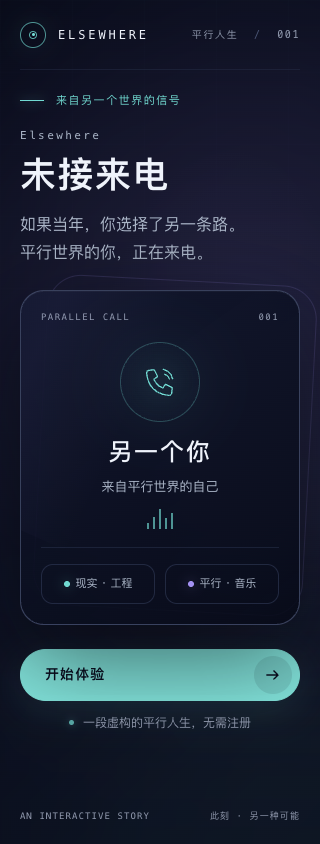 ELSEWHERE
平行人生 / 001
来自另一个世界的信号
Elsewhere
未接来电
如果当年，你选择了另一条路。
平行世界的你，正在来电。
PARALLEL CALL
001
另一个你
来自平行世界的自己
现实 · 工程
平行 · 音乐
开始体验
一段虚构的平行人生，无需注册
AN INTERACTIVE STORY
此刻 · 另一种可能